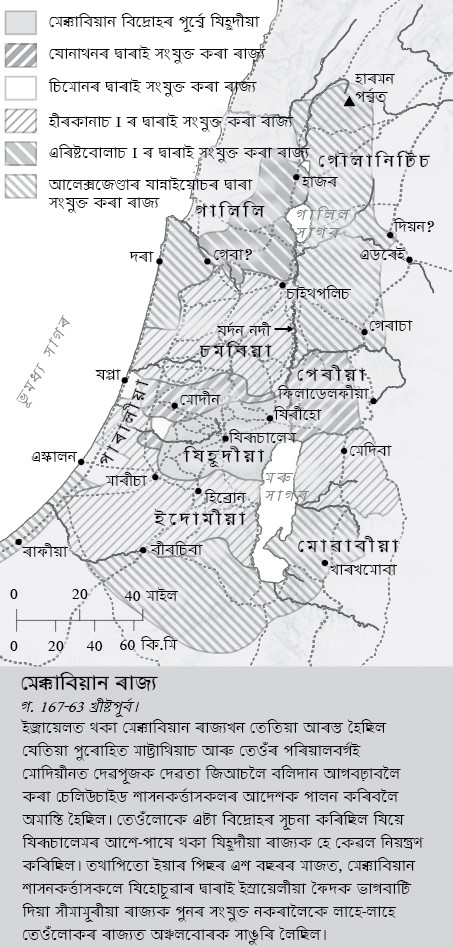 মেক্কাবিয়ান বিদ্ৰোহৰ পূৰ্ব্বে যিহূদীয়া
যোনাথনৰ দ্বাৰাই সংযুক্ত কৰা ৰাজ্য
চিমোনৰ দ্বাৰাই সংযুক্ত কৰা ৰাজ্য
হীৰকানাচ I ৰ দ্বাৰাই সংযুক্ত কৰা ৰাজ্য
এৰিষ্টবোলাচ I ৰ দ্বাৰাই সংযুক্ত কৰা ৰাজ্য
আলেক্সজেণ্ডাৰ যান্নাইয়োচৰ দ্বাৰা
সংযুক্ত কৰা ৰাজ্য
হাৰমন
পৰ্ব্বত
গৌলানিটিচ
হাজৰ
গালিলি
গালিল
সাগৰ
দিয়ন?
এডৰেই
দৰা
গেবা?
চাইথপলিচ
যৰ্দন নদী
গেৰাচা
চমৰিয়া
ভুমধ্য সাগৰ
যপ্পা
পেৰীয়া
ফিলাডেলফীয়া
মোদীন
যিৰীহো
গাৰালীয়া
যিৰূচালেম
যিহূদীয়া
এস্কালন
মেদিবা
মাৰীচা
মৰু
সাগৰ
হিব্ৰোন
ইদোমীয়া
ৰাফীয়া
বীৰচিবা
মোৱাবীয়া
খাৰখমোবা
0 20 40 মাইল
0 20 40 60 কি.মি
মেক্কাবিয়ান ৰাজ্য
গ. 167-63 খ্ৰীষ্টপূৰ্ব।
ইস্ৰায়েলত থকা মেক্কাবিয়ান ৰাজ্যখন তেতিয়া আৰম্ভ হৈছিল
যেতিয়া পুৰোহিত মাট্টাথিয়াচ আৰু তেওঁৰ পৰিয়ালবৰ্গই
মোদিয়ীনত দেৱপূজক দেৱতা জিআচলৈ বলিদান আগবঢ়াবলৈ
কৰা চেলিউচাইড শাসনকৰ্ত্তাসকলৰ আদেশক পালন কৰিবলৈ
অমান্তি হৈছিল। তেওঁলোকে এটা বিদ্ৰোহৰ সূচনা কৰিছিল যিয়ে
যিৰূচালেমৰ আশে-পাষে থকা যিহূদীয়া ৰাজ্যক হে কেৱল নিয়ন্ত্ৰণ
কৰিছিল। তথাপিতো ইয়াৰ পিছৰ এশ বছৰৰ মাজত, মেক্কাবিয়ান
শাসনকৰ্ত্তাসকলে যিহোচূৱাৰ দ্বাৰাই ইস্ৰায়েলীয়া ফৈদক ভাগবাটি
দিয়া সীমামূৰীয়া ৰাজ্যক পুনৰ সংযুক্ত নকৰালৈকে লাহে-লাহে
তেওঁলোকৰ ৰাজ্যত অঞ্চলবোৰক সাঙুৰি লৈছিল।